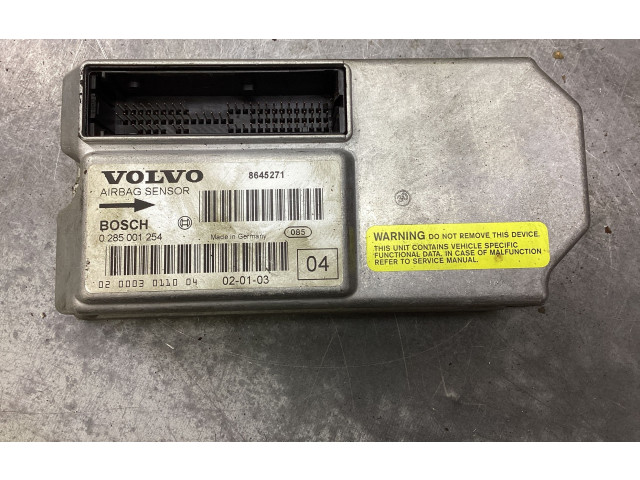 VOLVO
8645271
AIRBAG SENSOR
BOSCH
0 285 001 254
Made in Germany
085
04
02 0003 0110 04
02-01-03
WARNING DO NOT REMOVE THIS DEVICE.
THIS UNIT CONTAINS VEHICLE SPECIFIC
FUNCTIONAL DATA. IN CASE OF MALFUNCTION
REFER TO SERVICE MANUAL.